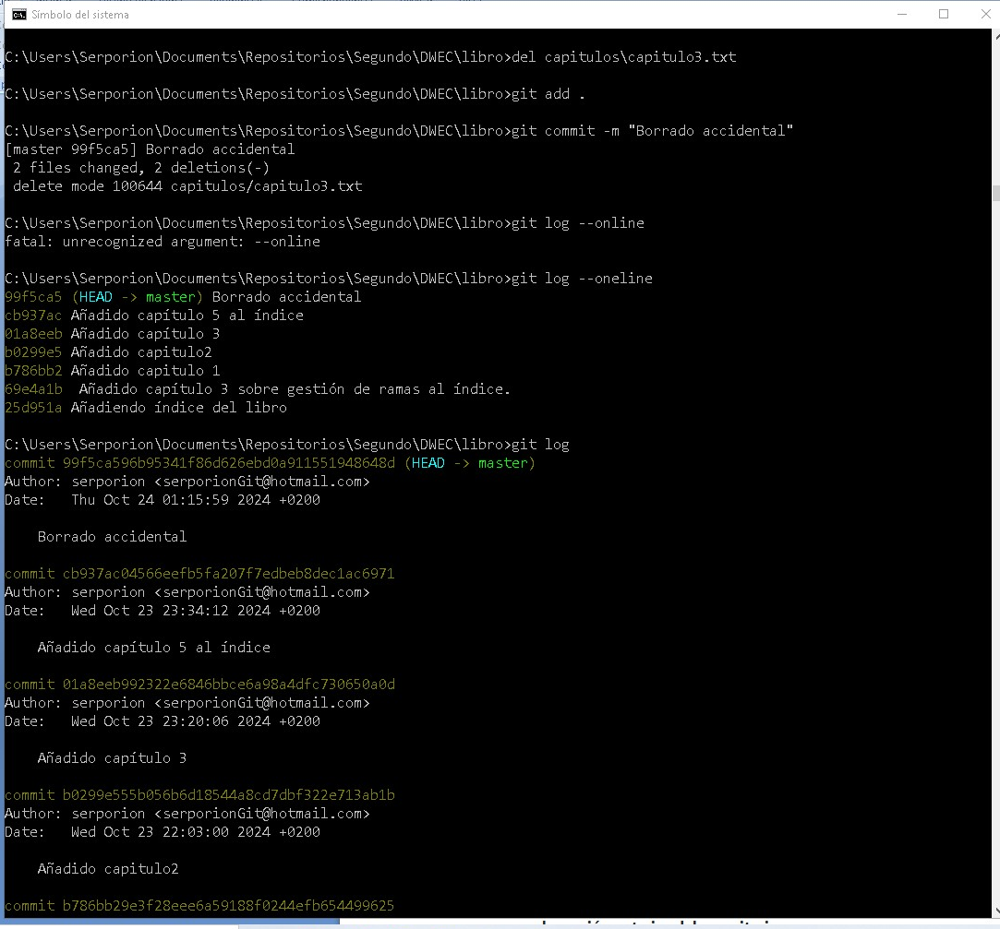 Símbolo del sistema
C:\Users\Serporion\Documents\Repositorios\Segundo\DWEC\libro>del capitulos\capitulo3.txt
C:\Users\Serporion\Documents\Repositorios\Segundo\DWEC\libro>git add .
C:\Users\Serporion\Documents\Repositorios\Segundo\DWEC\libro>git commit -m "Borrado accidental"
[master 99f5ca5] Borrado accidental
 2 files changed, 2 deletions(-)
 delete mode 100644 capitulos/capitulo3.txt
C:\Users\Serporion\Documents\Repositorios\Segundo\DWEC\libro>git log --online
fatal: unrecognized argument: --online
C:\Users\Serporion\Documents\Repositorios\Segundo\DWEC\libro>git log --oneline
99f5ca5 (HEAD -> master) Borrado accidental
cb937ac Añadido capítulo 5 al índice
01a8eeb Añadido capítulo 3
b0299e5 Añadido capitulo2
b786bb2 Añadido capitulo 1
69e4a1b  Añadido capítulo 3 sobre gestión de ramas al índice.
25d951a Añadiendo índice del libro
C:\Users\Serporion\Documents\Repositorios\Segundo\DWEC\libro>git log
commit 99f5ca596b95341f86d626ebd0a911551948648d (HEAD -> master)
Author: serporion <serporionGit@hotmail.com>
Date:   Thu Oct 24 01:15:59 2024 +0200
    Borrado accidental
commit cb937ac04566eefb5fa207f7edbeb8dec1ac6971
Author: serporion <serporionGit@hotmail.com>
Date:   Wed Oct 23 23:34:12 2024 +0200
    Añadido capítulo 5 al índice
commit 01a8eeb992322e6846bbce6a98a4dfc730650a0d
Author: serporion <serporionGit@hotmail.com>
Date:   Wed Oct 23 23:20:06 2024 +0200
    Añadido capítulo 3
commit b0299e555b056b6d18544a8cd7dbf322e713ab1b
Author: serporion <serporionGit@hotmail.com>
Date:   Wed Oct 23 22:03:00 2024 +0200
    Añadido capitulo2
commit b786bb29e3f28eee6a59188f0244efb654499625